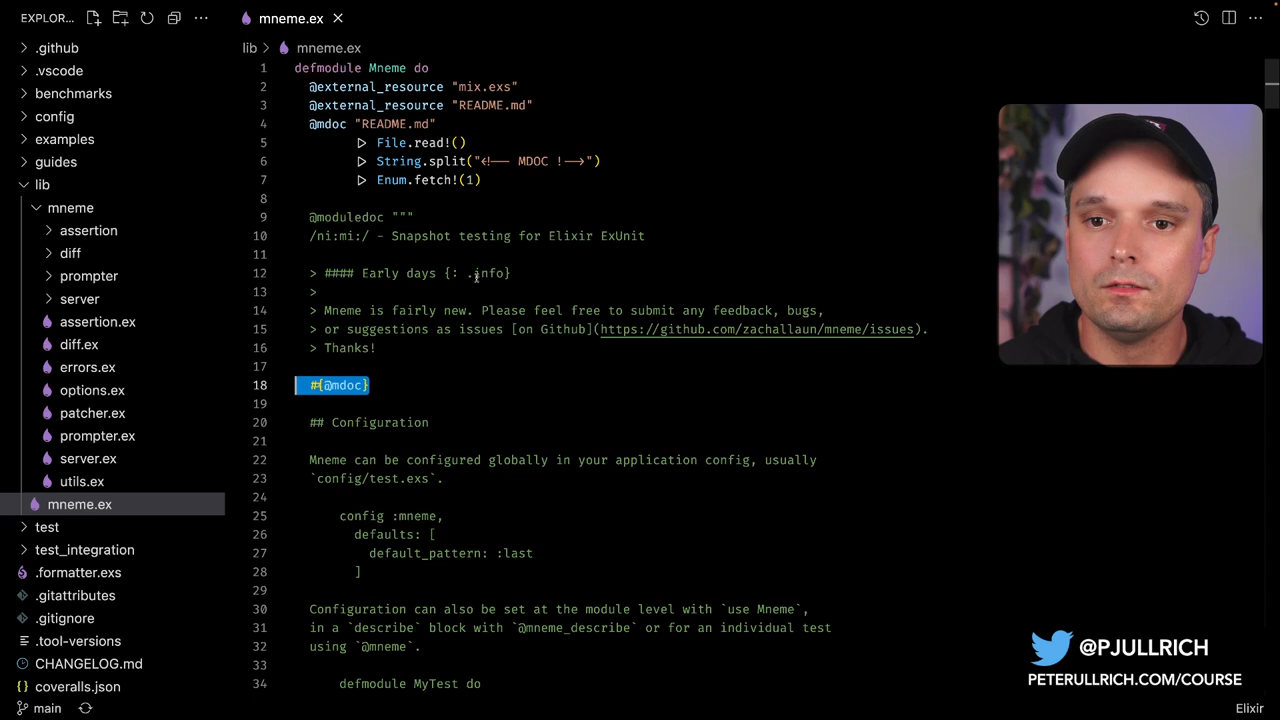 EXPLOR...
mneme.ex
.github
.vscode
benchmarks
config
examples
guides
lib
mneme
assertion
diff
prompter
server
assertion.ex
diff.ex
errors.ex
options.ex
patcher.ex
prompter.ex
server.ex
utils.ex
mneme.ex
test
test_integration
.formatter.exs
.gitattributes
.gitignore
.tool-versions
CHANGELOG.md
{} coveralls.json
main
lib > mneme.ex
1 defmodule Mneme do
2 @external_resource "mix.exs"
3 @external_resource "README.md"
4 @mdoc "README.md"
5 |> File.read!()
6 |> String.split("<!-- MDOC !-->")
7 |> Enum.fetch!(1)
8
9 @moduledoc """
10 /ni:mi:/ - Snapshot testing for Elixir ExUnit
11
12 > #### Early days {: .info}
13 >
14 > Mneme is fairly new. Please feel free to submit any feedback, bugs,
15 > or suggestions as issues [on Github](https://github.com/zachallaun/mneme/issues).
16 > Thanks!
17
18 #{@mdoc}
19
20 ## Configuration
21
22 Mneme can be configured globally in your application config, usually
23 `config/test.exs`.
24
25 config :mneme,
26 defaults: [
27 default_pattern: :last
28 ]
29
30 Configuration can also be set at the module level with `use Mneme`,
31 in a `describe` block with `@mneme_describe` or for an individual test
32 using `@mneme`.
33
34 defmodule MyTest do
@PJULLRICH
PETERULLRICH.COM/COURSE
Elixir